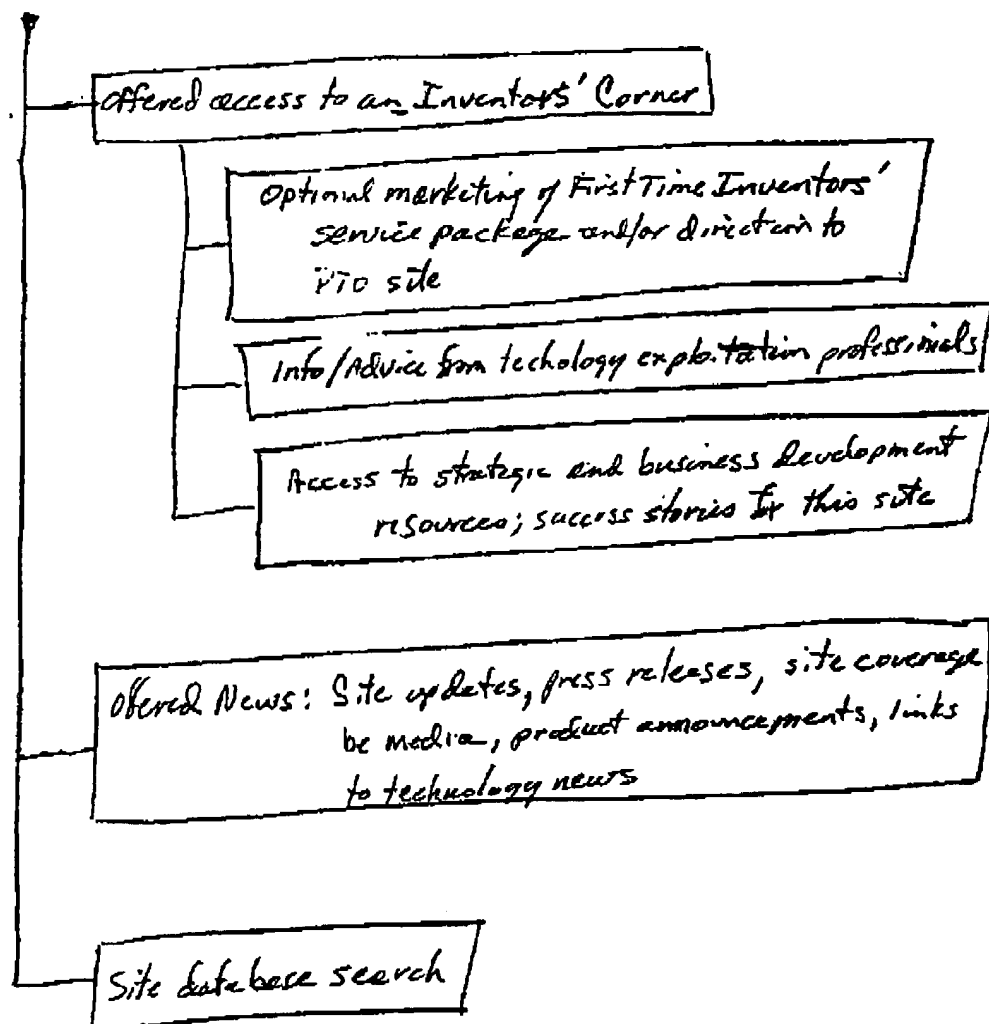 Offered access to an Inventors' Corner
Optional marketing of First Time Inventors'
service package and/or direction to
PTO site
Info/Advice from techology exploitation professionals
Access to strategic and business development
resources; success stories for this site
Offered News: Site updates, press releases, site coverage
be media, product announcements, links
to technology news
Site database search